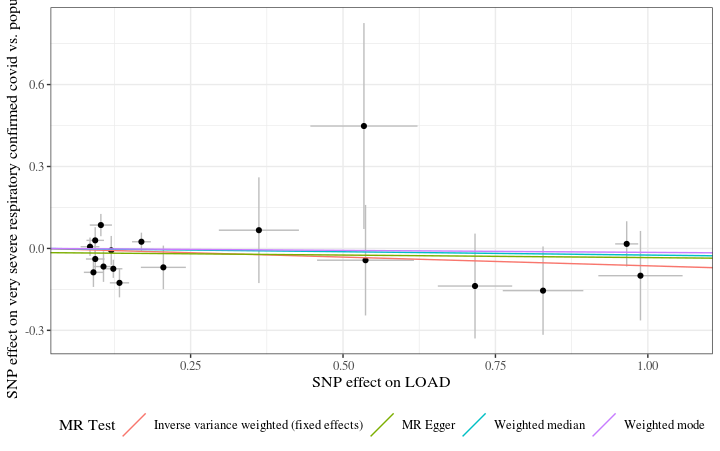 SNP effect on very severe respiratory confirmed covid vs. popu
0.6
0.3
0.0
-0.3
0.25 0.50 0.75 1.00
SNP effect on LOAD
MR Test Inverse variance weighted (fixed effects) MR Egger Weighted median Weighted mode